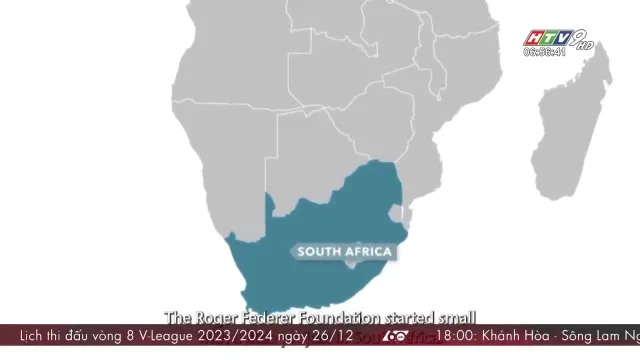 HTV9
HD
06:56:41
SOUTH AFRICA
The Roger Federer Foundation started small
Lịch thi đấu vòng 8 V-League 2023/2024 ngày 26/12
18:00: Khánh Hòa - Sông Lam Ng